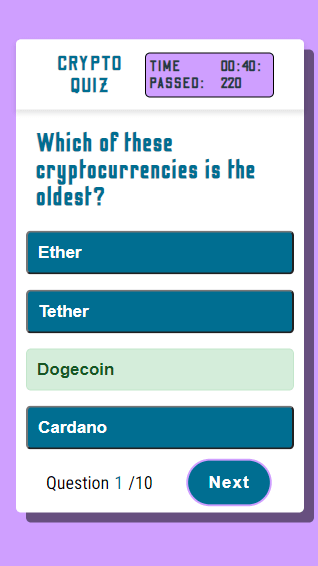 CRYPTO
QUIZ
TIME 00:40:
PASSED: 220
Which of these
cryptocurrencies is the
oldest?
Ether
Tether
Dogecoin
Cardano
Question 1 /10
Next